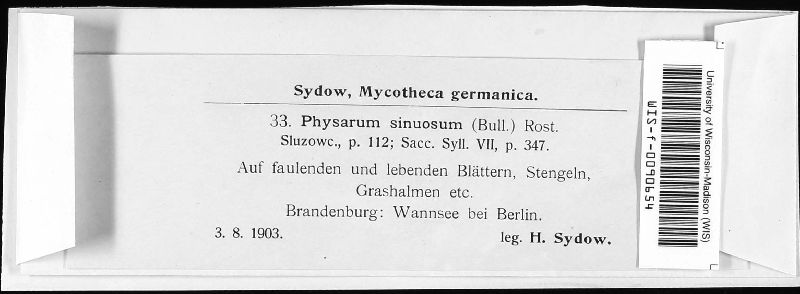 Sydow, Mycotheca germanica.
33. Physarum sinuosum (Bull.) Rost.
Sluzowc., p. 112; Sacc. Syll. VII, p. 347.
Auf faulenden und lebenden Blättern, Stengeln,
Grashalmen etc.
Brandenburg: Wannsee bei Berlin.
3. 8. 1903. leg. H. Sydow.
University of Wisconsin-Madison (WIS)
WIS-f-0090654